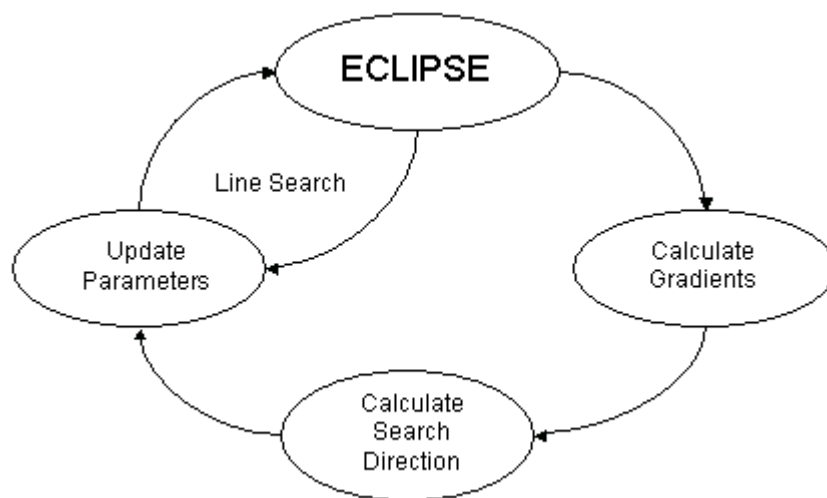 ECLIPSE
Line Search
Update
Parameters
Calculate
Gradients
Calculate
Search
Direction